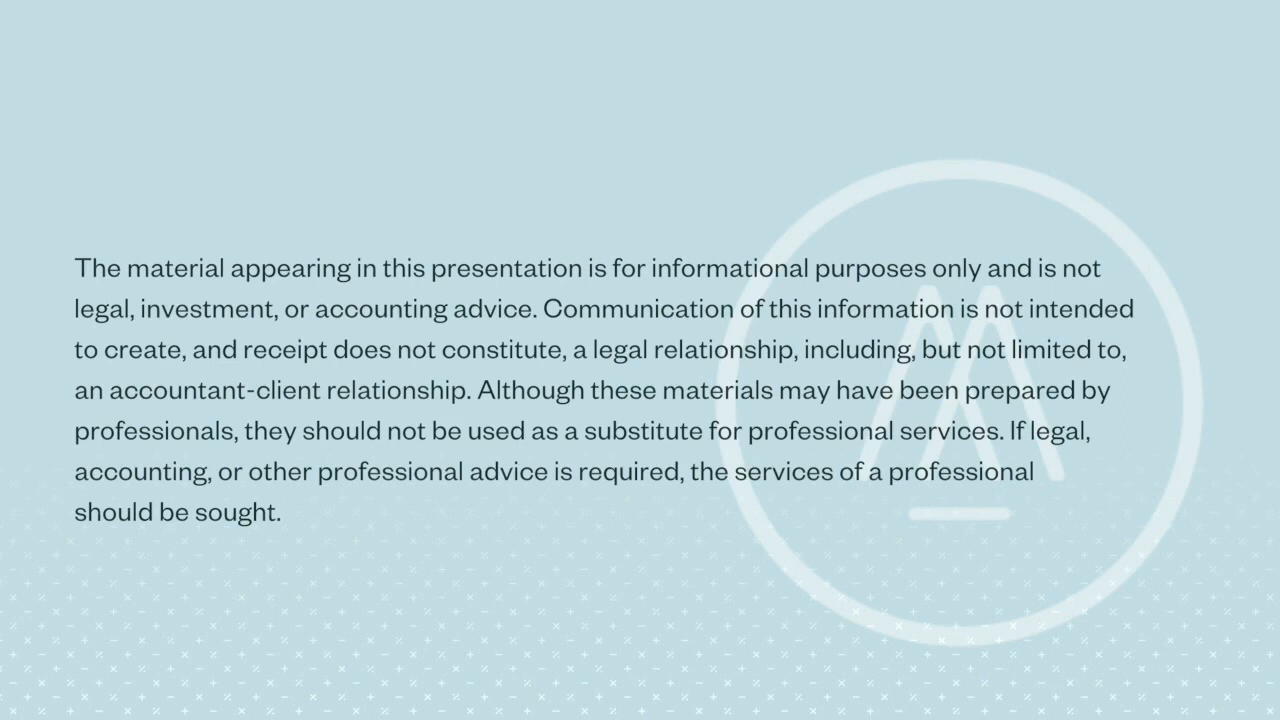 The material appearing in this presentation is for informational purposes only and is not
legal, investment, or accounting advice. Communication of this information is not intended
to create, and receipt does not constitute, a legal relationship, including, but not limited to,
an accountant-client relationship. Although these materials may have been prepared by
professionals, they should not be used as a substitute for professional services. If legal,
accounting, or other professional advice is required, the services of a professional
should be sought.